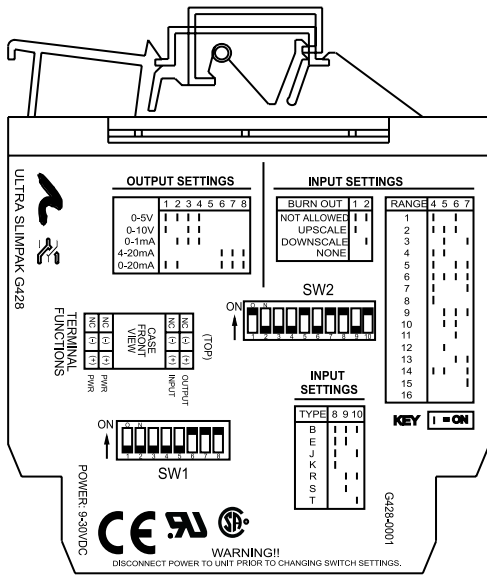 ULTRA SLIMPAK G428
OUTPUT SETTINGS
1 2 3 4 5 6 7 8
0-5V
0-10V
0-1mA
4-20mA
0-20mA
INPUT SETTINGS
BURN OUT 1 2
NOT ALLOWED
UPSCALE
DOWNSCALE
NONE
RANGE 4 5 6 7
1
2
3
4
5
6
7
8
9
10
11
12
13
14
15
16
KEY I = ON
SW2
ON
O N
1 2 3 4 5 6 7 8 9 10
TERMINAL FUNCTIONS
NC (-) (+) PWR
NC (-) (+) PWR
CASE FRONT VIEW
NC (-) (+) INPUT
NC (-) (+) OUTPUT
(TOP)
INPUT SETTINGS
TYPE 8 9 10
B
E
J
K
R
S
T
ON
O N
1 2 3 4 5 6 7 8
SW1
POWER: 9-30VDC
CE
SA
G428-0001
WARNING!!
DISCONNECT POWER TO UNIT PRIOR TO CHANGING SWITCH SETTINGS.